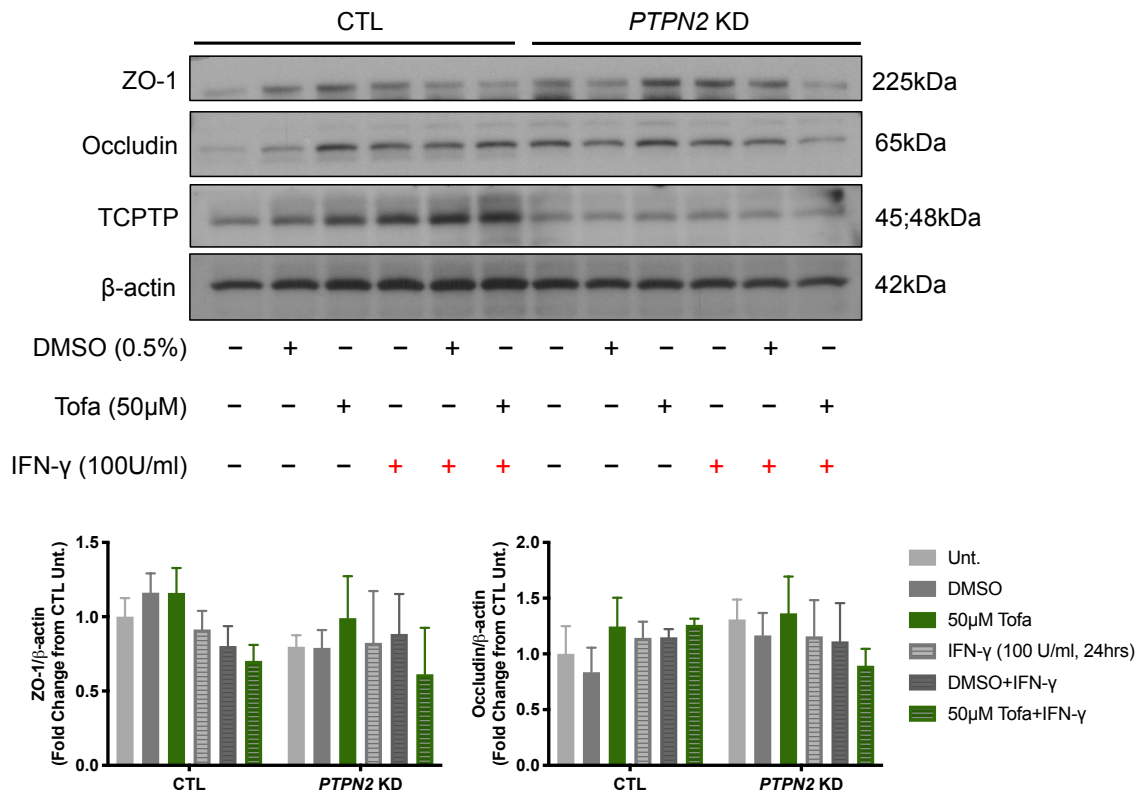 CTL PTPN2 KD
ZO-1 225kDa
Occludin 65kDa
TCPTP 45;48kDa
β-actin 42kDa
DMSO (0.5%) − + − − + − − + − − + −
Tofa (50µM) − − + − − + − − + − − +
IFN-γ (100U/ml) − − − + + + − − − + + +
ZO-1/β-actin
(Fold Change from CTL Unt.)
1.5
1.0
0.5
0.0
CTL PTPN2 KD
Occludin/β-actin
(Fold Change from CTL Unt.)
2.0
1.5
1.0
0.5
0.0
CTL PTPN2 KD
Unt.
DMSO
50µM Tofa
IFN-γ (100 U/ml, 24hrs)
DMSO+IFN-γ
50µM Tofa+IFN-γ